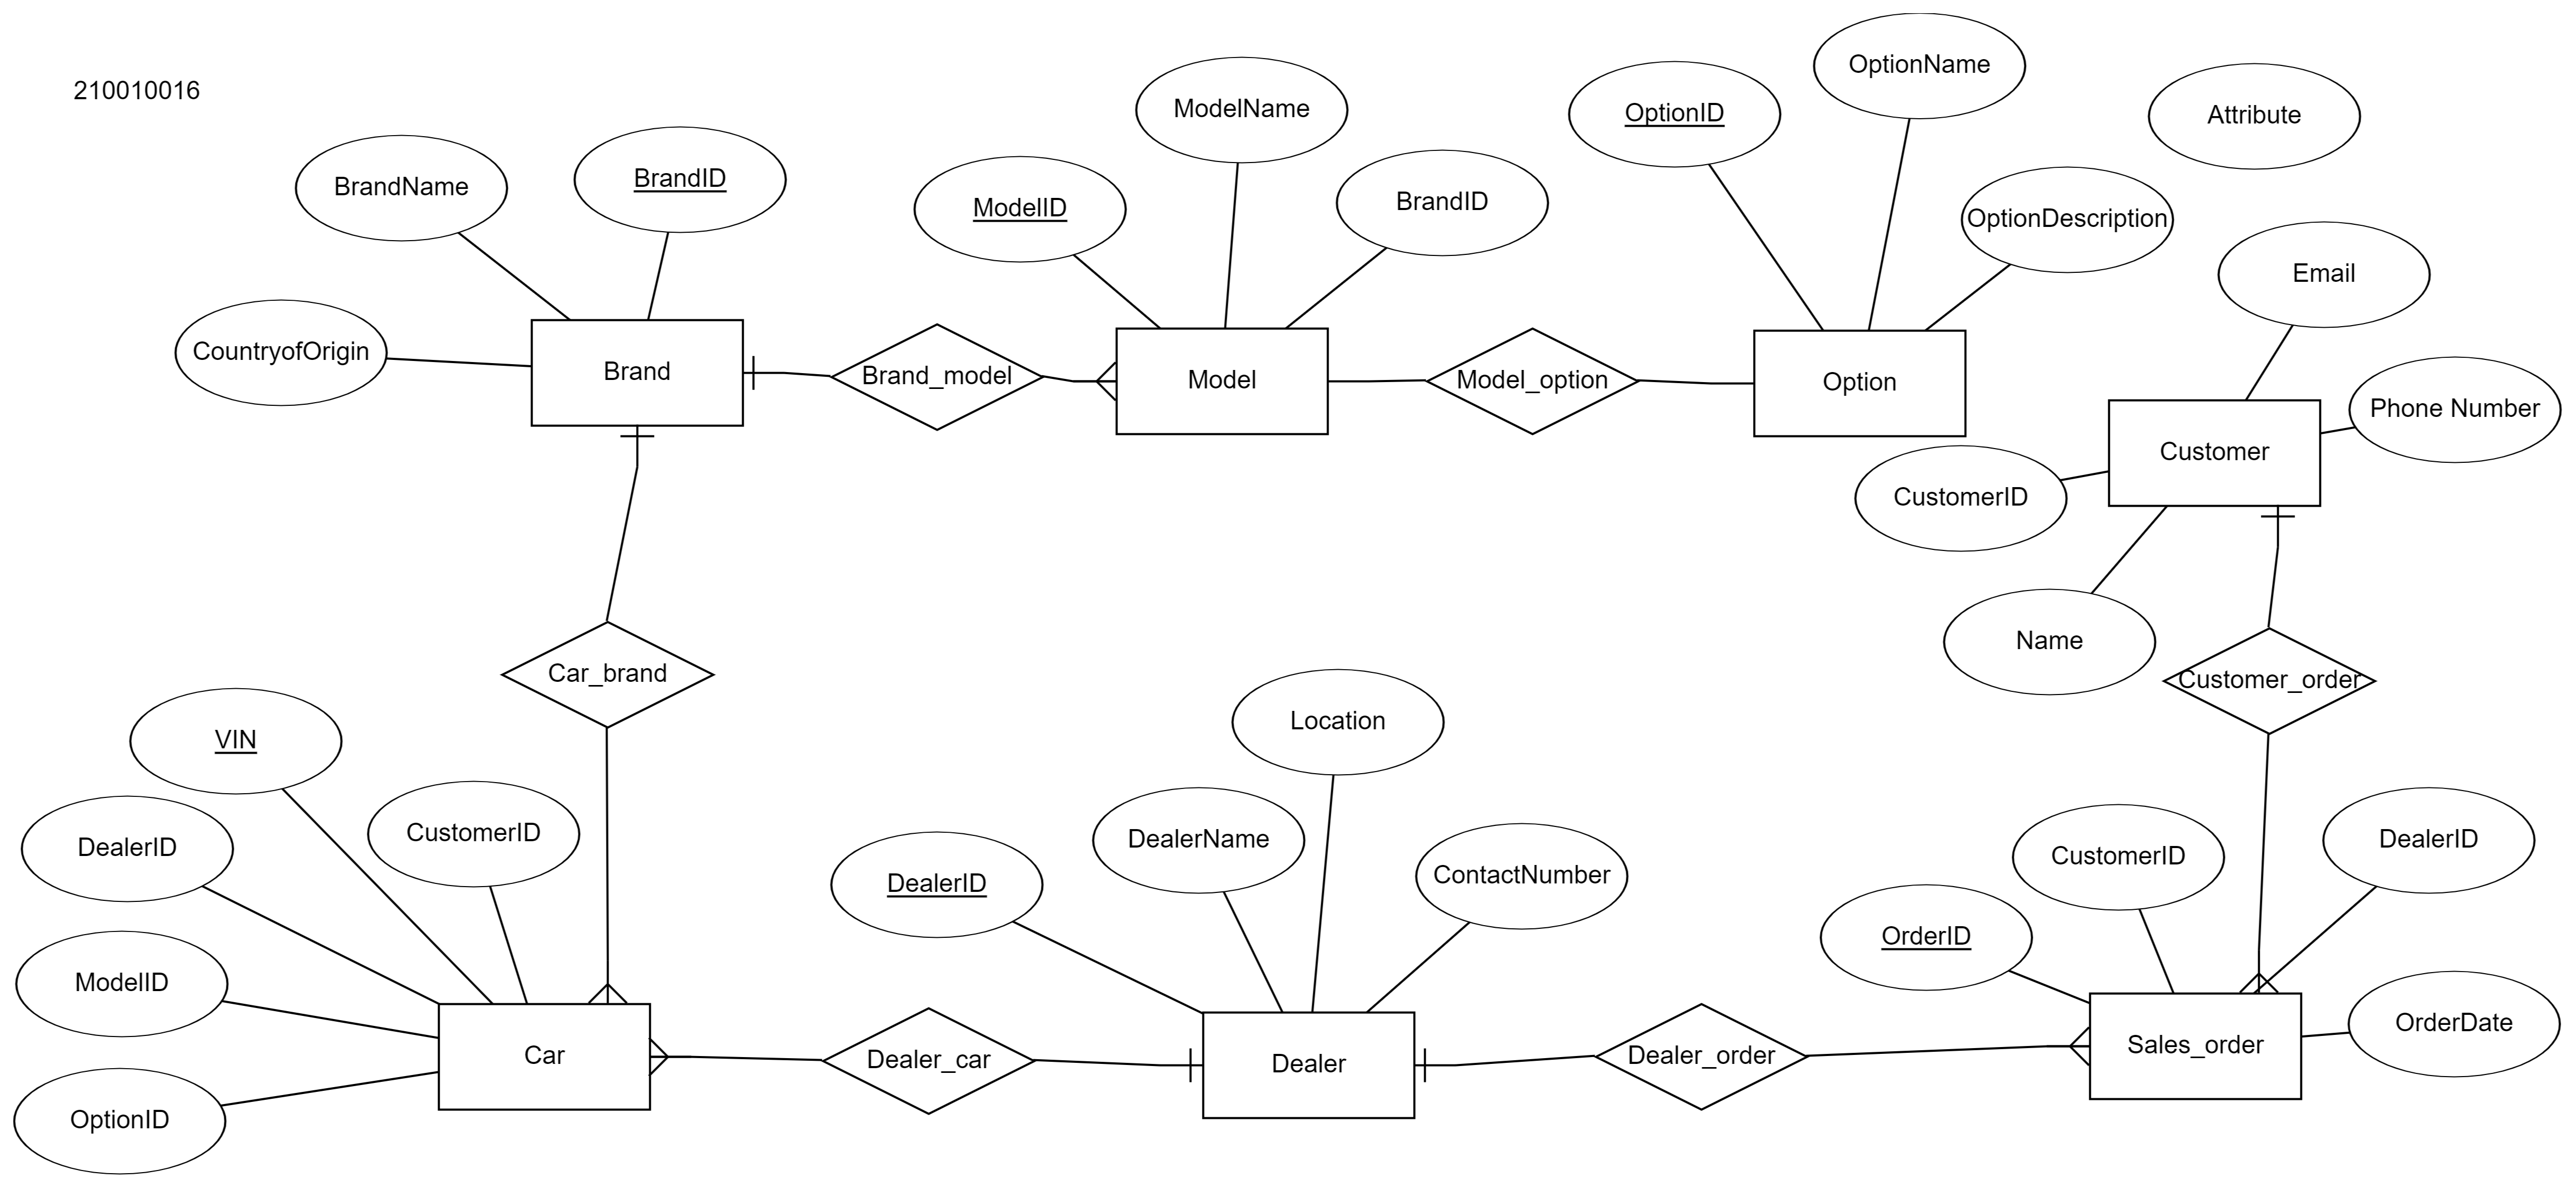 210010016
BrandName
BrandID
CountryofOrigin
Brand
Brand_model
ModelID
ModelName
BrandID
Model
Model_option
OptionID
OptionName
OptionDescription
Option
Attribute
Email
Phone Number
Customer
CustomerID
Name
Customer_order
Car_brand
VIN
DealerID
CustomerID
ModelID
OptionID
Car
Dealer_car
DealerID
DealerName
Location
ContactNumber
Dealer
Dealer_order
OrderID
CustomerID
DealerID
OrderDate
Sales_order